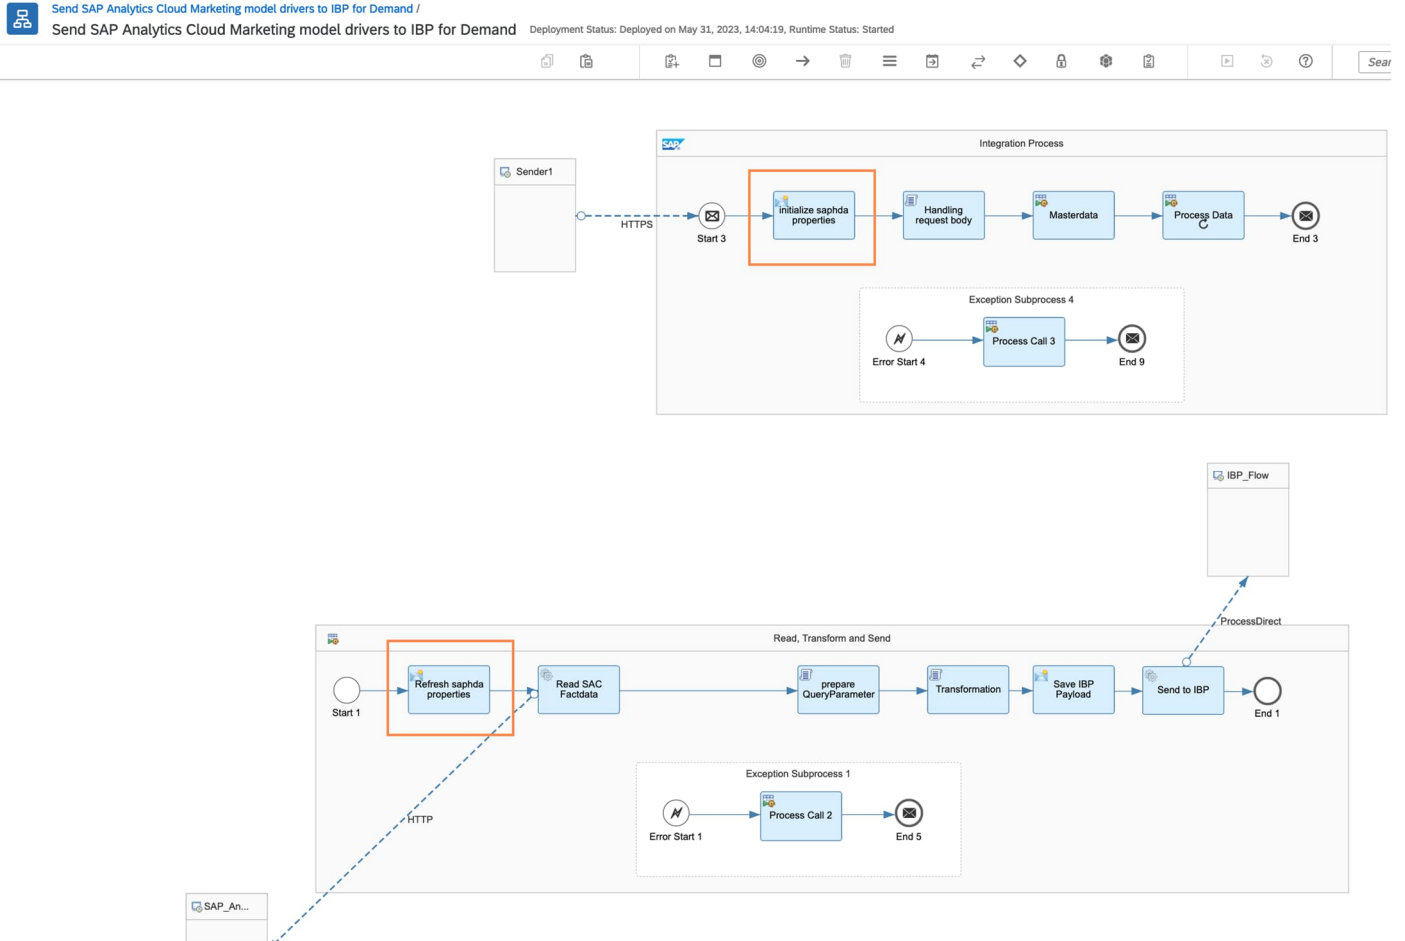 Send SAP Analytics Cloud Marketing model drivers to IBP for Demand /
Send SAP Analytics Cloud Marketing model drivers to IBP for Demand Deployment Status: Deployed on May 31, 2023, 14:04:19, Runtime Status: Started
Sear
SAP
Integration Process
Sender1
HTTPS
Start 3
initialize saphda
properties
Handling
request body
Masterdata
Process Data
End 3
Exception Subprocess 4
Error Start 4
Process Call 3
End 9
IBP_Flow
ProcessDirect
Read, Transform and Send
Start 1
Refresh saphda
properties
Read SAC
Factdata
prepare
QueryParameter
Transformation
Save IBP
Payload
Send to IBP
End 1
Exception Subprocess 1
Error Start 1
Process Call 2
End 5
HTTP
SAP_An...